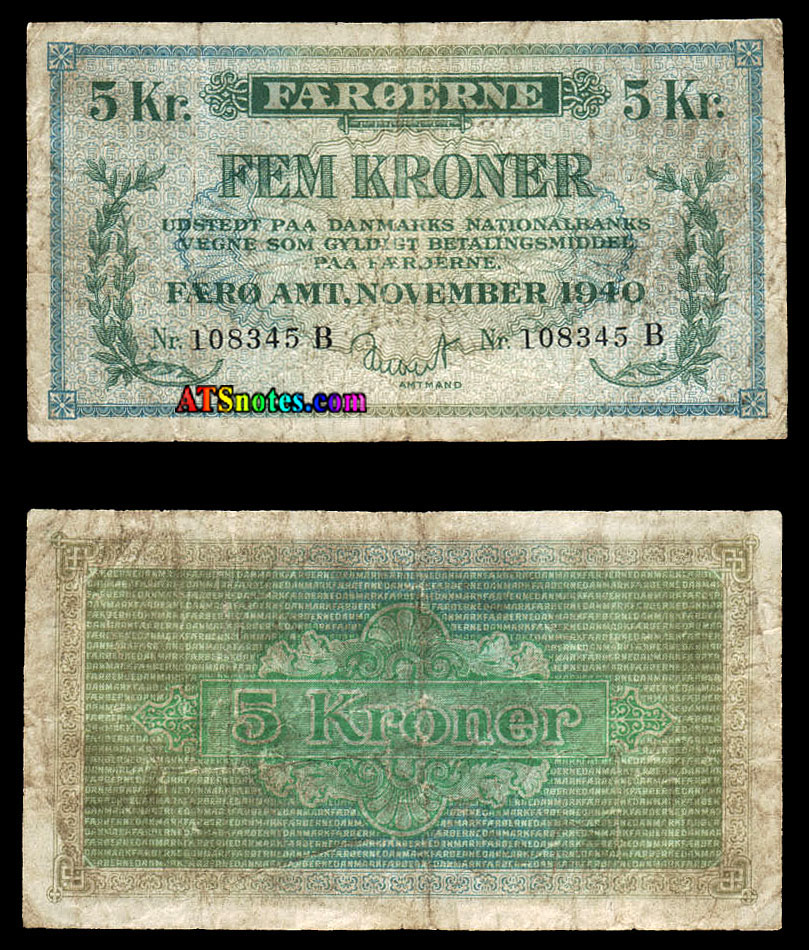 5 Kr. FÆRØERNE 5 Kr.
FEM KRONER
UDSTEDT PAA DANMARKS NATIONALBANKS
VEGNE SOM GYLDIGT BETALINGSMIDDEL
PAA FÆRØERNE.
FÆRØ AMT, NOVEMBER 1940
Nr. 108345 B Nr. 108345 B
AMTMAND
ATSnotes.com
5 Kroner